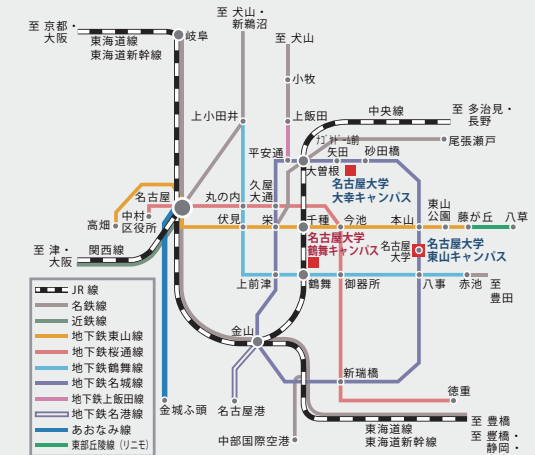 至 京都・
大阪
東海道線
東海道新幹線
岐阜
至 犬山・
新鵜沼
至 犬山
小牧
上小田井
上飯田
中央線
至 多治見・
長野
ﾅｺﾞﾔﾄﾞｰﾑ前
矢田
砂田橋
尾張瀬戸
平安通
大曽根
名古屋大学
大幸キャンパス
名古屋
丸の内
久屋
大通
高畑
中村
区役所
伏見
栄
千種
今池
本山
東山
公園
藤が丘
八草
至 津・
大阪
関西線
名古屋大学
鶴舞キャンパス
名古屋
大学
名古屋大学
東山キャンパス
上前津
鶴舞
御器所
八事
赤池
至
豊田
JR線
名鉄線
近鉄線
地下鉄東山線
地下鉄桜通線
地下鉄鶴舞線
地下鉄名城線
地下鉄上飯田線
地下鉄名港線
あおなみ線
東部丘陵線（リニモ）
金山
新瑞橋
徳重
金城ふ頭
名古屋港
中部国際空港
東海道線
東海道新幹線
至 豊橋
至 豊橋・
静岡・